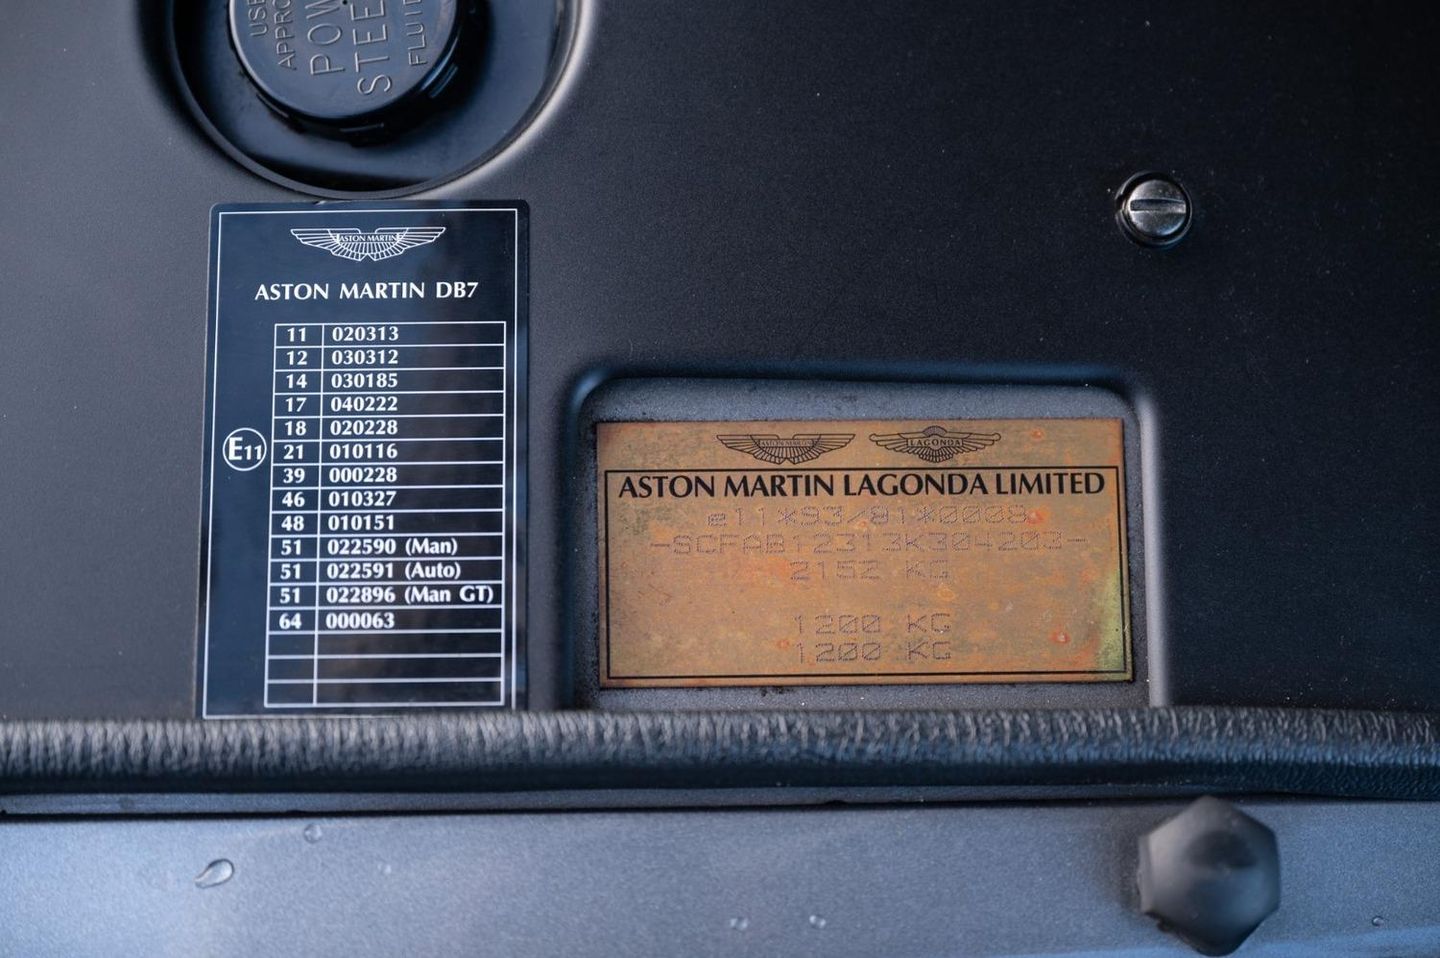 USE
APPRO
POW
STEE
FLUID
ASTON MARTIN
ASTON MARTIN DB7
11 020313
12 030312
14 030185
17 040222
18 020228
E11 21 010116
39 000228
46 010327
48 010151
51 022590 (Man)
51 022591 (Auto)
51 022896 (Man GT)
64 000063
ASTON MARTIN LAGONDA
ASTON MARTIN LAGONDA LIMITED
e11*93/81*0008
-SCFAB12313K304203-
2152 KG
1200 KG
1200 KG